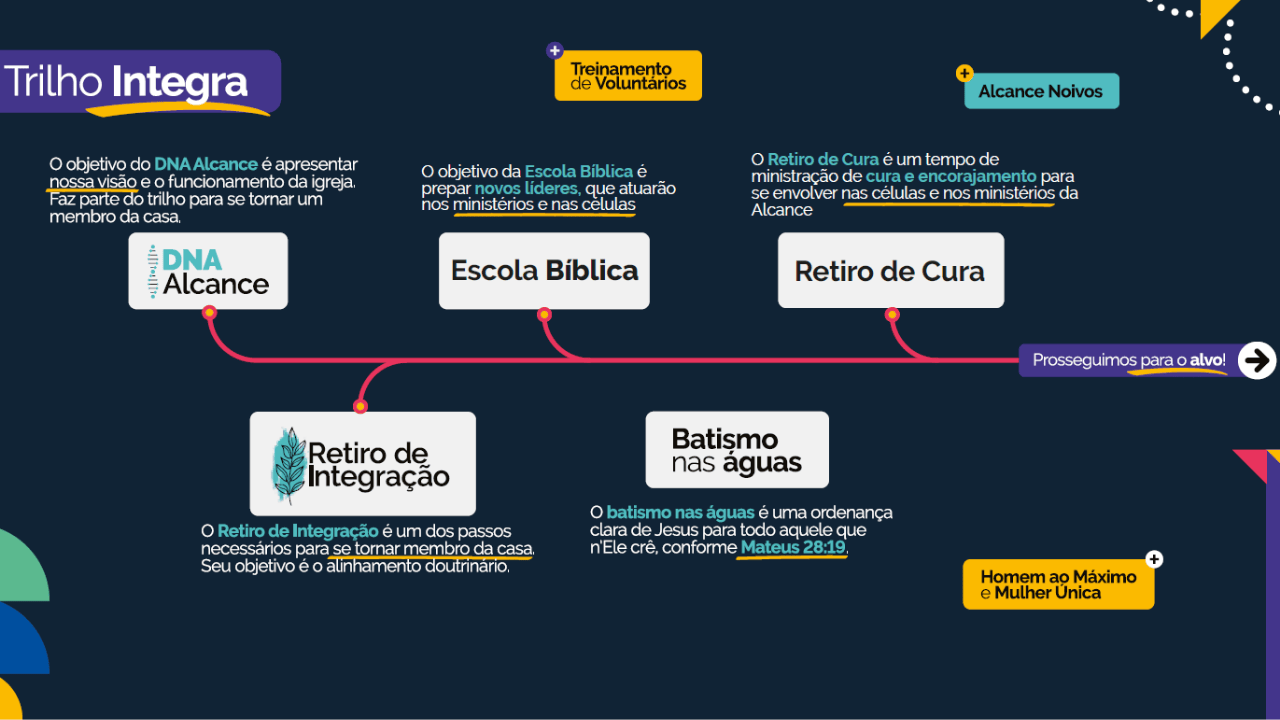 Trilho Integra
Treinamento
de Voluntários
Alcance Noivos
O objetivo do DNA Alcance é apresentar
nossa visão e o funcionamento da igreja.
Faz parte do trilho para se tornar um
membro da casa.
O objetivo da Escola Bíblica é
prepar novos líderes, que atuarão
nos ministérios e nas células
O Retiro de Cura é um tempo de
ministração de cura e encorajamento para
se envolver nas células e nos ministérios da
Alcance
DNA
Alcance
Escola Bíblica
Retiro de Cura
Prosseguimos para o alvo!
Retiro de
Integração
Batismo
nas águas
O Retiro de Integração é um dos passos
necessários para se tornar membro da casa.
Seu objetivo é o alinhamento doutrinário.
O batismo nas águas é uma ordenança
clara de Jesus para todo aquele que
n'Ele crê, conforme Mateus 28:19.
Homem ao Máximo
e Mulher Única